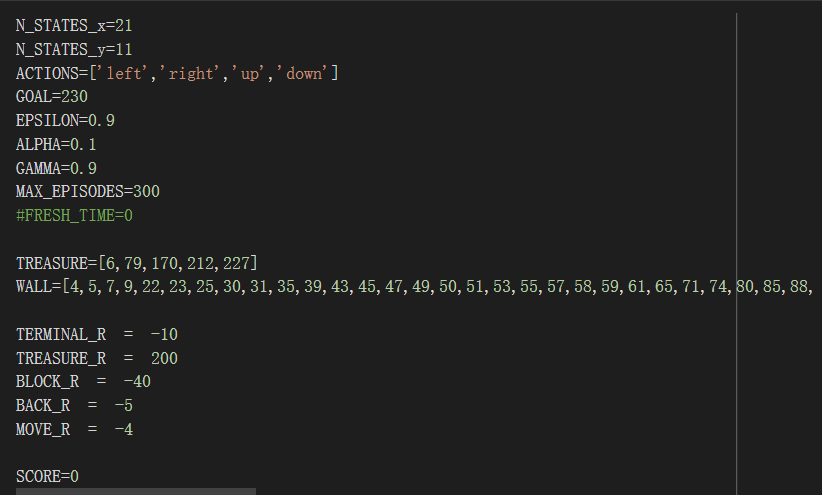 N_STATES_x=21
N_STATES_y=11
ACTIONS=['left','right','up','down']
GOAL=230
EPSILON=0.9
ALPHA=0.1
GAMMA=0.9
MAX_EPISODES=300
#FRESH_TIME=0
TREASURE=[6,79,170,212,227]
WALL=[4,5,7,9,22,23,25,30,31,35,39,43,45,47,49,50,51,53,55,57,58,59,61,65,71,74,80,85,88,
TERMINAL_R = -10
TREASURE_R = 200
BLOCK_R = -40
BACK_R = -5
MOVE_R = -4
SCORE=0